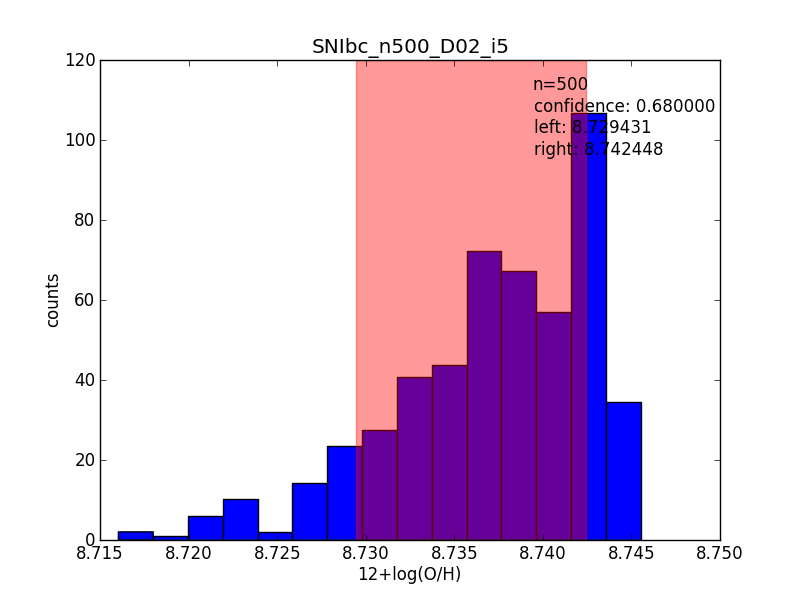 SNIbc_n500_D02_i5
n=500
confidence: 0.680000
left: 8.729431
right: 8.742448
counts
120
100
80
60
40
20
0
8.715 8.720 8.725 8.730 8.735 8.740 8.745 8.750
12+log(O/H)